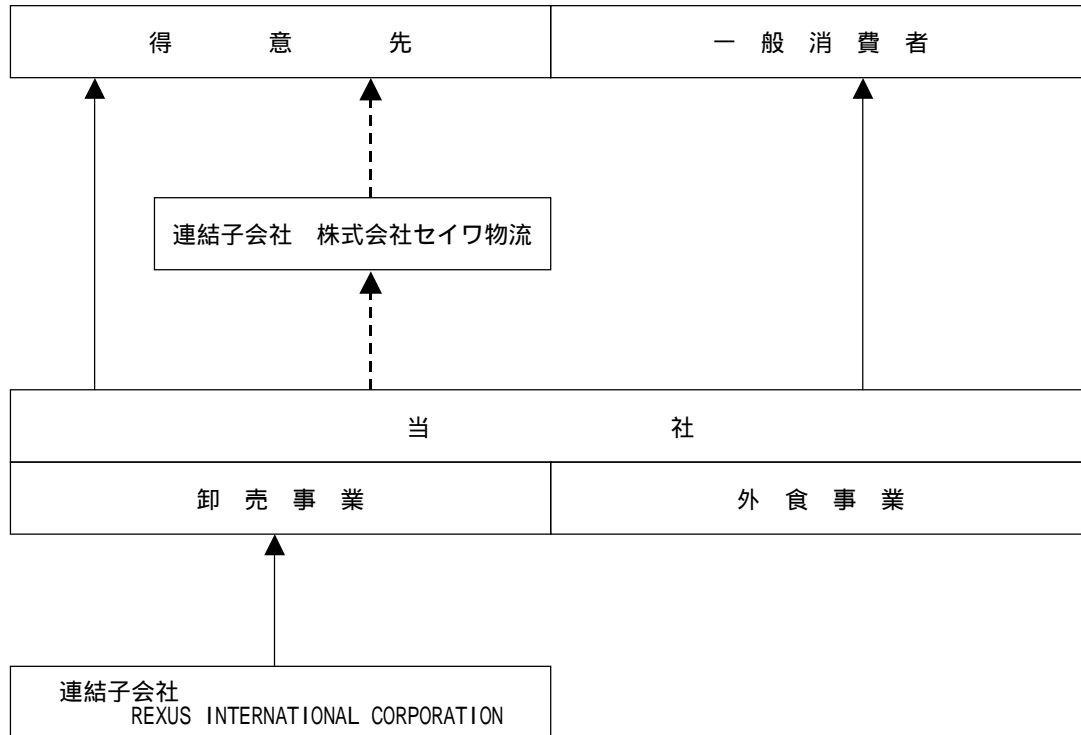 得意先
一般消費者
連結子会社 株式会社セイワ物流
当社
卸売事業
外食事業
連結子会社
REXUS INTERNATIONAL CORPORATION